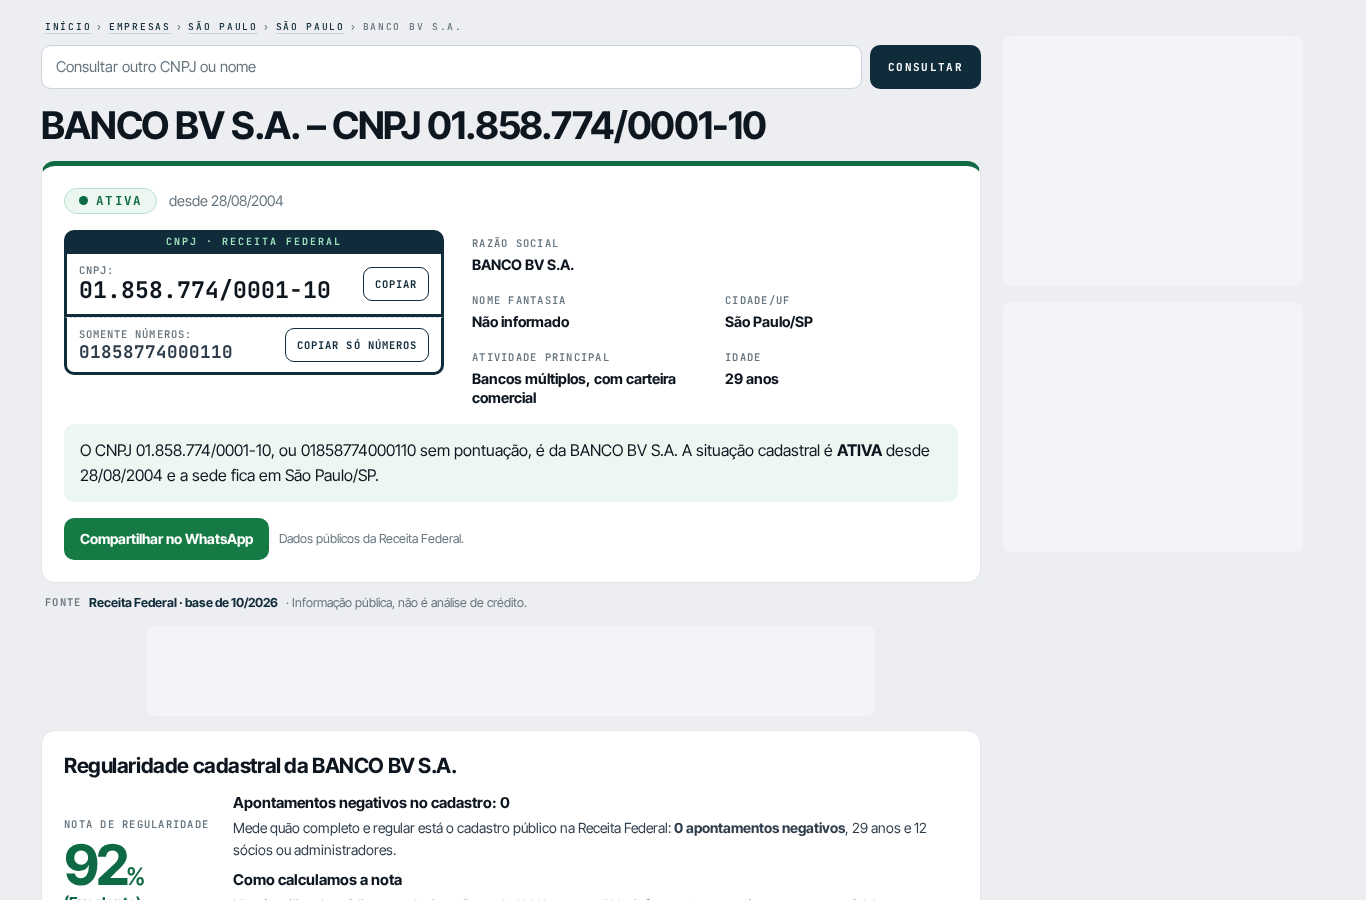 INÍCIO › EMPRESAS › SÃO PAULO › SÃO PAULO › BANCO BV S.A.
Consultar outro CNPJ ou nome
CONSULTAR
BANCO BV S.A. – CNPJ 01.858.774/0001-10
ATIVA desde 28/08/2004
CNPJ · RECEITA FEDERAL
CNPJ:
01.858.774/0001-10
COPIAR
SOMENTE NÚMEROS:
01858774000110
COPIAR SÓ NÚMEROS
RAZÃO SOCIAL
BANCO BV S.A.
NOME FANTASIA
Não informado
CIDADE/UF
São Paulo/SP
ATIVIDADE PRINCIPAL
Bancos múltiplos, com carteira
comercial
IDADE
29 anos
O CNPJ 01.858.774/0001-10, ou 01858774000110 sem pontuação, é da BANCO BV S.A. A situação cadastral é ATIVA desde
28/08/2004 e a sede fica em São Paulo/SP.
Compartilhar no WhatsApp
Dados públicos da Receita Federal.
FONTE Receita Federal · base de 10/2026 · Informação pública, não é análise de crédito.
Regularidade cadastral da BANCO BV S.A.
NOTA DE REGULARIDADE
92%
Apontamentos negativos no cadastro: 0
Mede quão completo e regular está o cadastro público na Receita Federal: 0 apontamentos negativos, 29 anos e 12
sócios ou administradores.
Como calculamos a nota